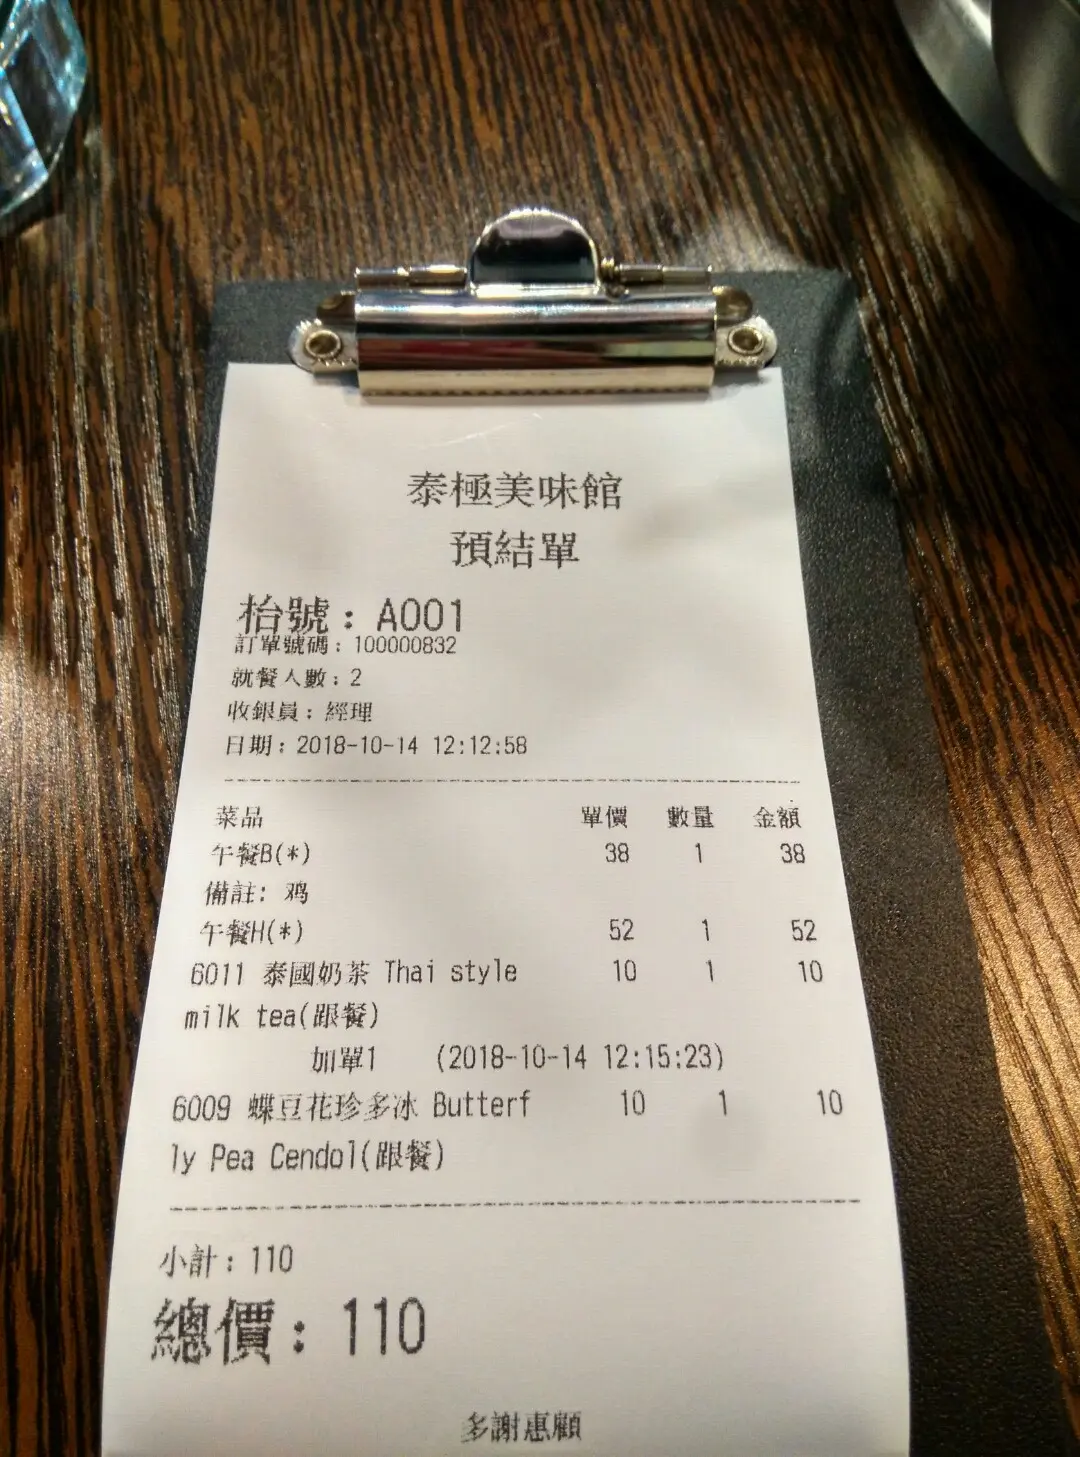 泰極美味館
預結單
枱號：A001
訂單號碼：100000832
就餐人數：2
收銀員：經理
日期：2018-10-14 12:12:58
菜品 單價 數量 金額
午餐B(*) 38 1 38
備註: 鸡
午餐H(*) 52 1 52
6011 泰國奶茶 Thai style 10 1 10
milk tea(跟餐)
加單1 (2018-10-14 12:15:23)
6009 蝶豆花珍多冰 Butterf 10 1 10
ly Pea Cendol(跟餐)
小計：110
總價：110
多謝惠顧